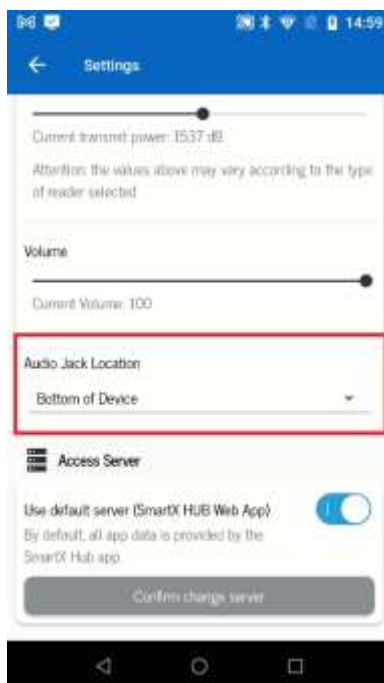 14:59
Settings
Current transmit power: 1537 dB
Attention: the values above may vary according to the type
of reader selected
Volume
Current Volume: 100
Audio Jack Location
Bottom of Device
Access Server
Use default server (SmartX HUB Web App)
By default, all app data is provided by the
SmartX Hub app
Confirm change server